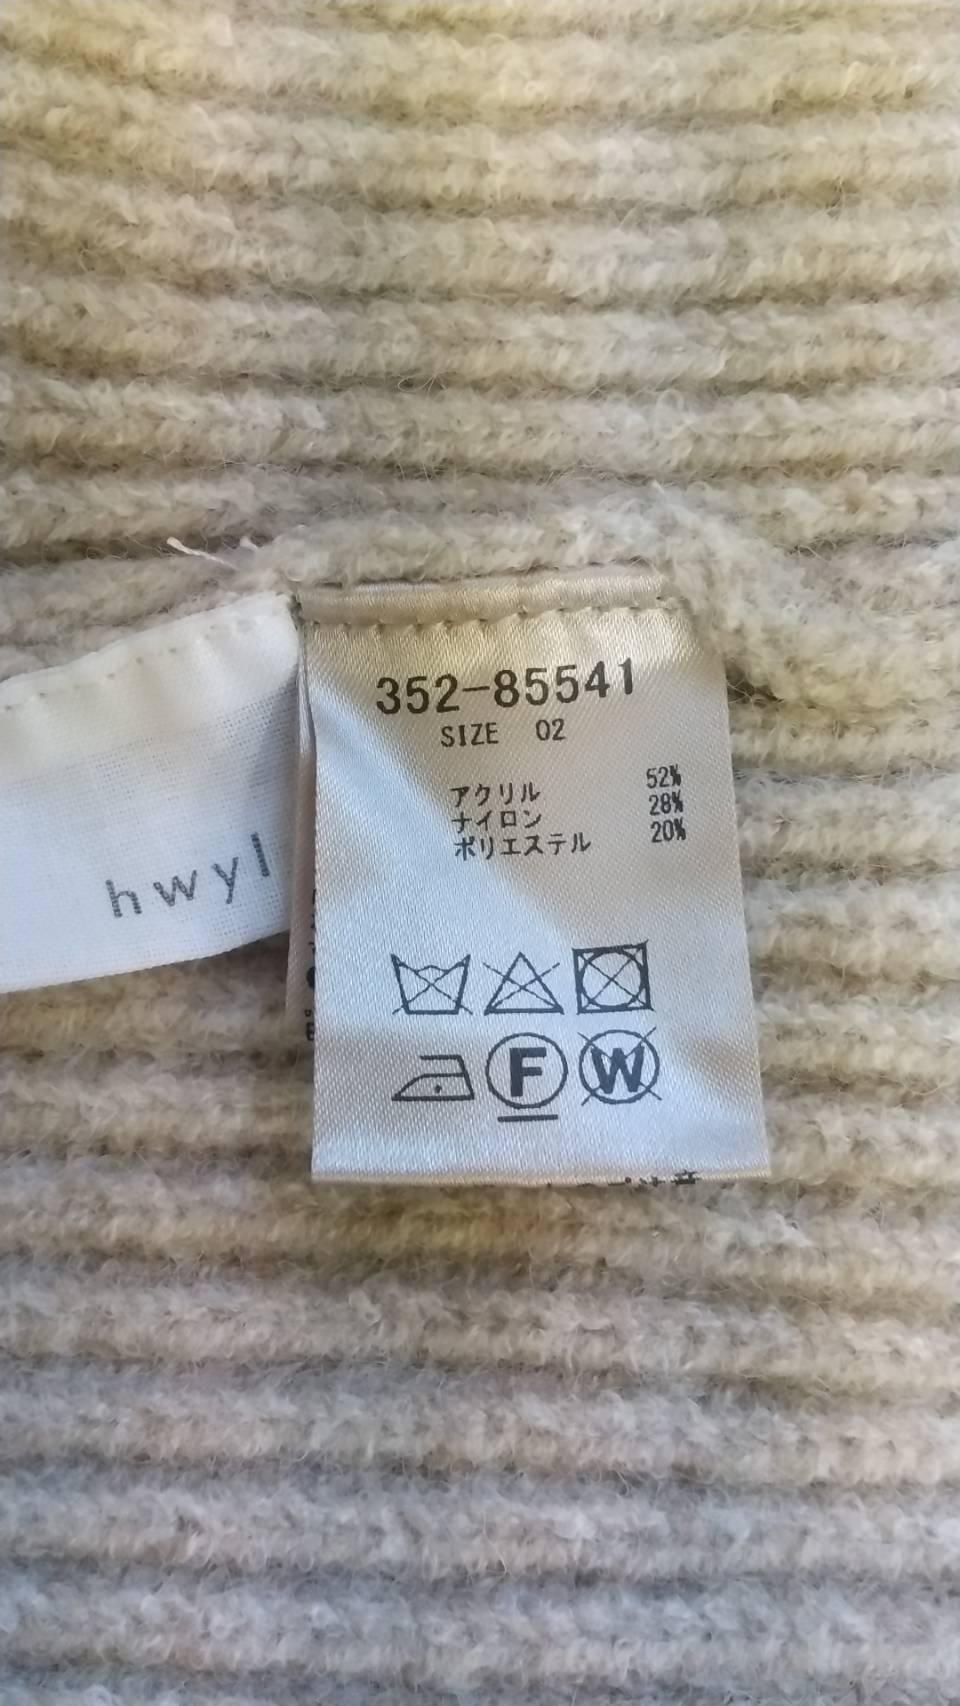 352-85541
SIZE 02
アクリル 52%
ナイロン 28%
ポリエステル 20%
hwyl
F W